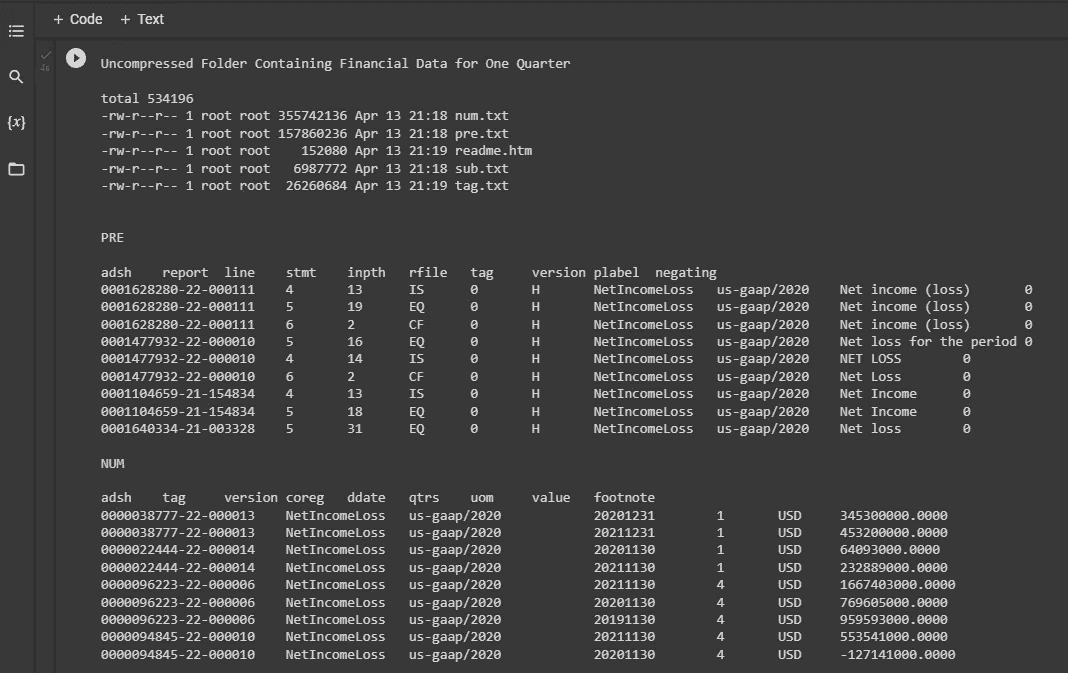 + Code + Text
Uncompressed Folder Containing Financial Data for One Quarter
total 534196
-rw-r--r-- 1 root root 355742136 Apr 13 21:18 num.txt
-rw-r--r-- 1 root root 157860236 Apr 13 21:18 pre.txt
-rw-r--r-- 1 root root    152080 Apr 13 21:19 readme.htm
-rw-r--r-- 1 root root   6987772 Apr 13 21:18 sub.txt
-rw-r--r-- 1 root root  26260684 Apr 13 21:19 tag.txt
{x}
PRE
adsh report line stmt inpth rfile tag version plabel negating
0001628280-22-000111 4 13 IS 0 H NetIncomeLoss us-gaap/2020 Net income (loss) 0
0001628280-22-000111 5 19 EQ 0 H NetIncomeLoss us-gaap/2020 Net income (loss) 0
0001628280-22-000111 6 2 CF 0 H NetIncomeLoss us-gaap/2020 Net income (loss) 0
0001477932-22-000010 5 16 EQ 0 H NetIncomeLoss us-gaap/2020 Net loss for the period 0
0001477932-22-000010 4 14 IS 0 H NetIncomeLoss us-gaap/2020 NET LOSS 0
0001477932-22-000010 6 2 CF 0 H NetIncomeLoss us-gaap/2020 Net Loss 0
0001104659-21-154834 4 13 IS 0 H NetIncomeLoss us-gaap/2020 Net Income 0
0001104659-21-154834 5 18 EQ 0 H NetIncomeLoss us-gaap/2020 Net Income 0
0001640334-21-003328 5 31 EQ 0 H NetIncomeLoss us-gaap/2020 Net loss 0
NUM
adsh tag version coreg ddate qtrs uom value footnote
0000038777-22-000013 NetIncomeLoss us-gaap/2020 20201231 1 USD 345300000.0000
0000038777-22-000013 NetIncomeLoss us-gaap/2020 20211231 1 USD 453200000.0000
0000022444-22-000014 NetIncomeLoss us-gaap/2020 20201130 1 USD 64093000.0000
0000022444-22-000014 NetIncomeLoss us-gaap/2020 20211130 1 USD 232889000.0000
0000096223-22-000006 NetIncomeLoss us-gaap/2020 20211130 4 USD 1667403000.0000
0000096223-22-000006 NetIncomeLoss us-gaap/2020 20201130 4 USD 769605000.0000
0000096223-22-000006 NetIncomeLoss us-gaap/2020 20191130 4 USD 959593000.0000
0000094845-22-000010 NetIncomeLoss us-gaap/2020 20211130 4 USD 553541000.0000
0000094845-22-000010 NetIncomeLoss us-gaap/2020 20201130 4 USD -127141000.0000